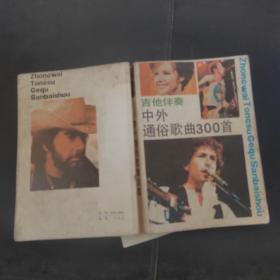 Zhongwai
Tongsu
Gequ
Sanbaishou
吉他伴奏
中外
通俗歌曲300首
Zhongwai Tongsu Gequ Sanbaishou